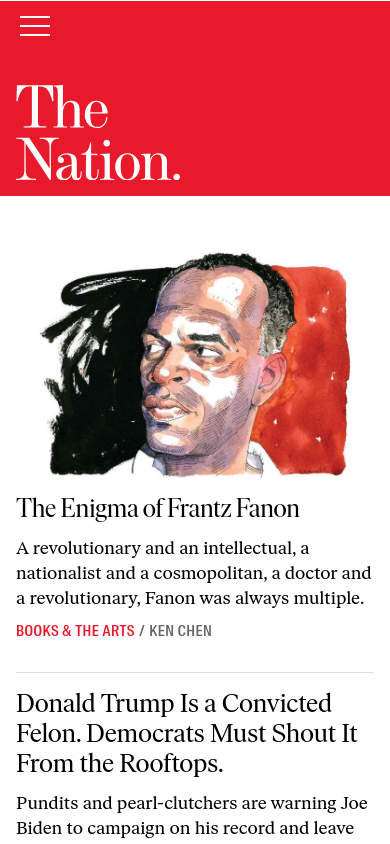 The
Nation.
The Enigma of Frantz Fanon
A revolutionary and an intellectual, a
nationalist and a cosmopolitan, a doctor and
a revolutionary, Fanon was always multiple.
BOOKS & THE ARTS / KEN CHEN
Donald Trump Is a Convicted
Felon. Democrats Must Shout It
From the Rooftops.
Pundits and pearl-clutchers are warning Joe
Biden to campaign on his record and leave